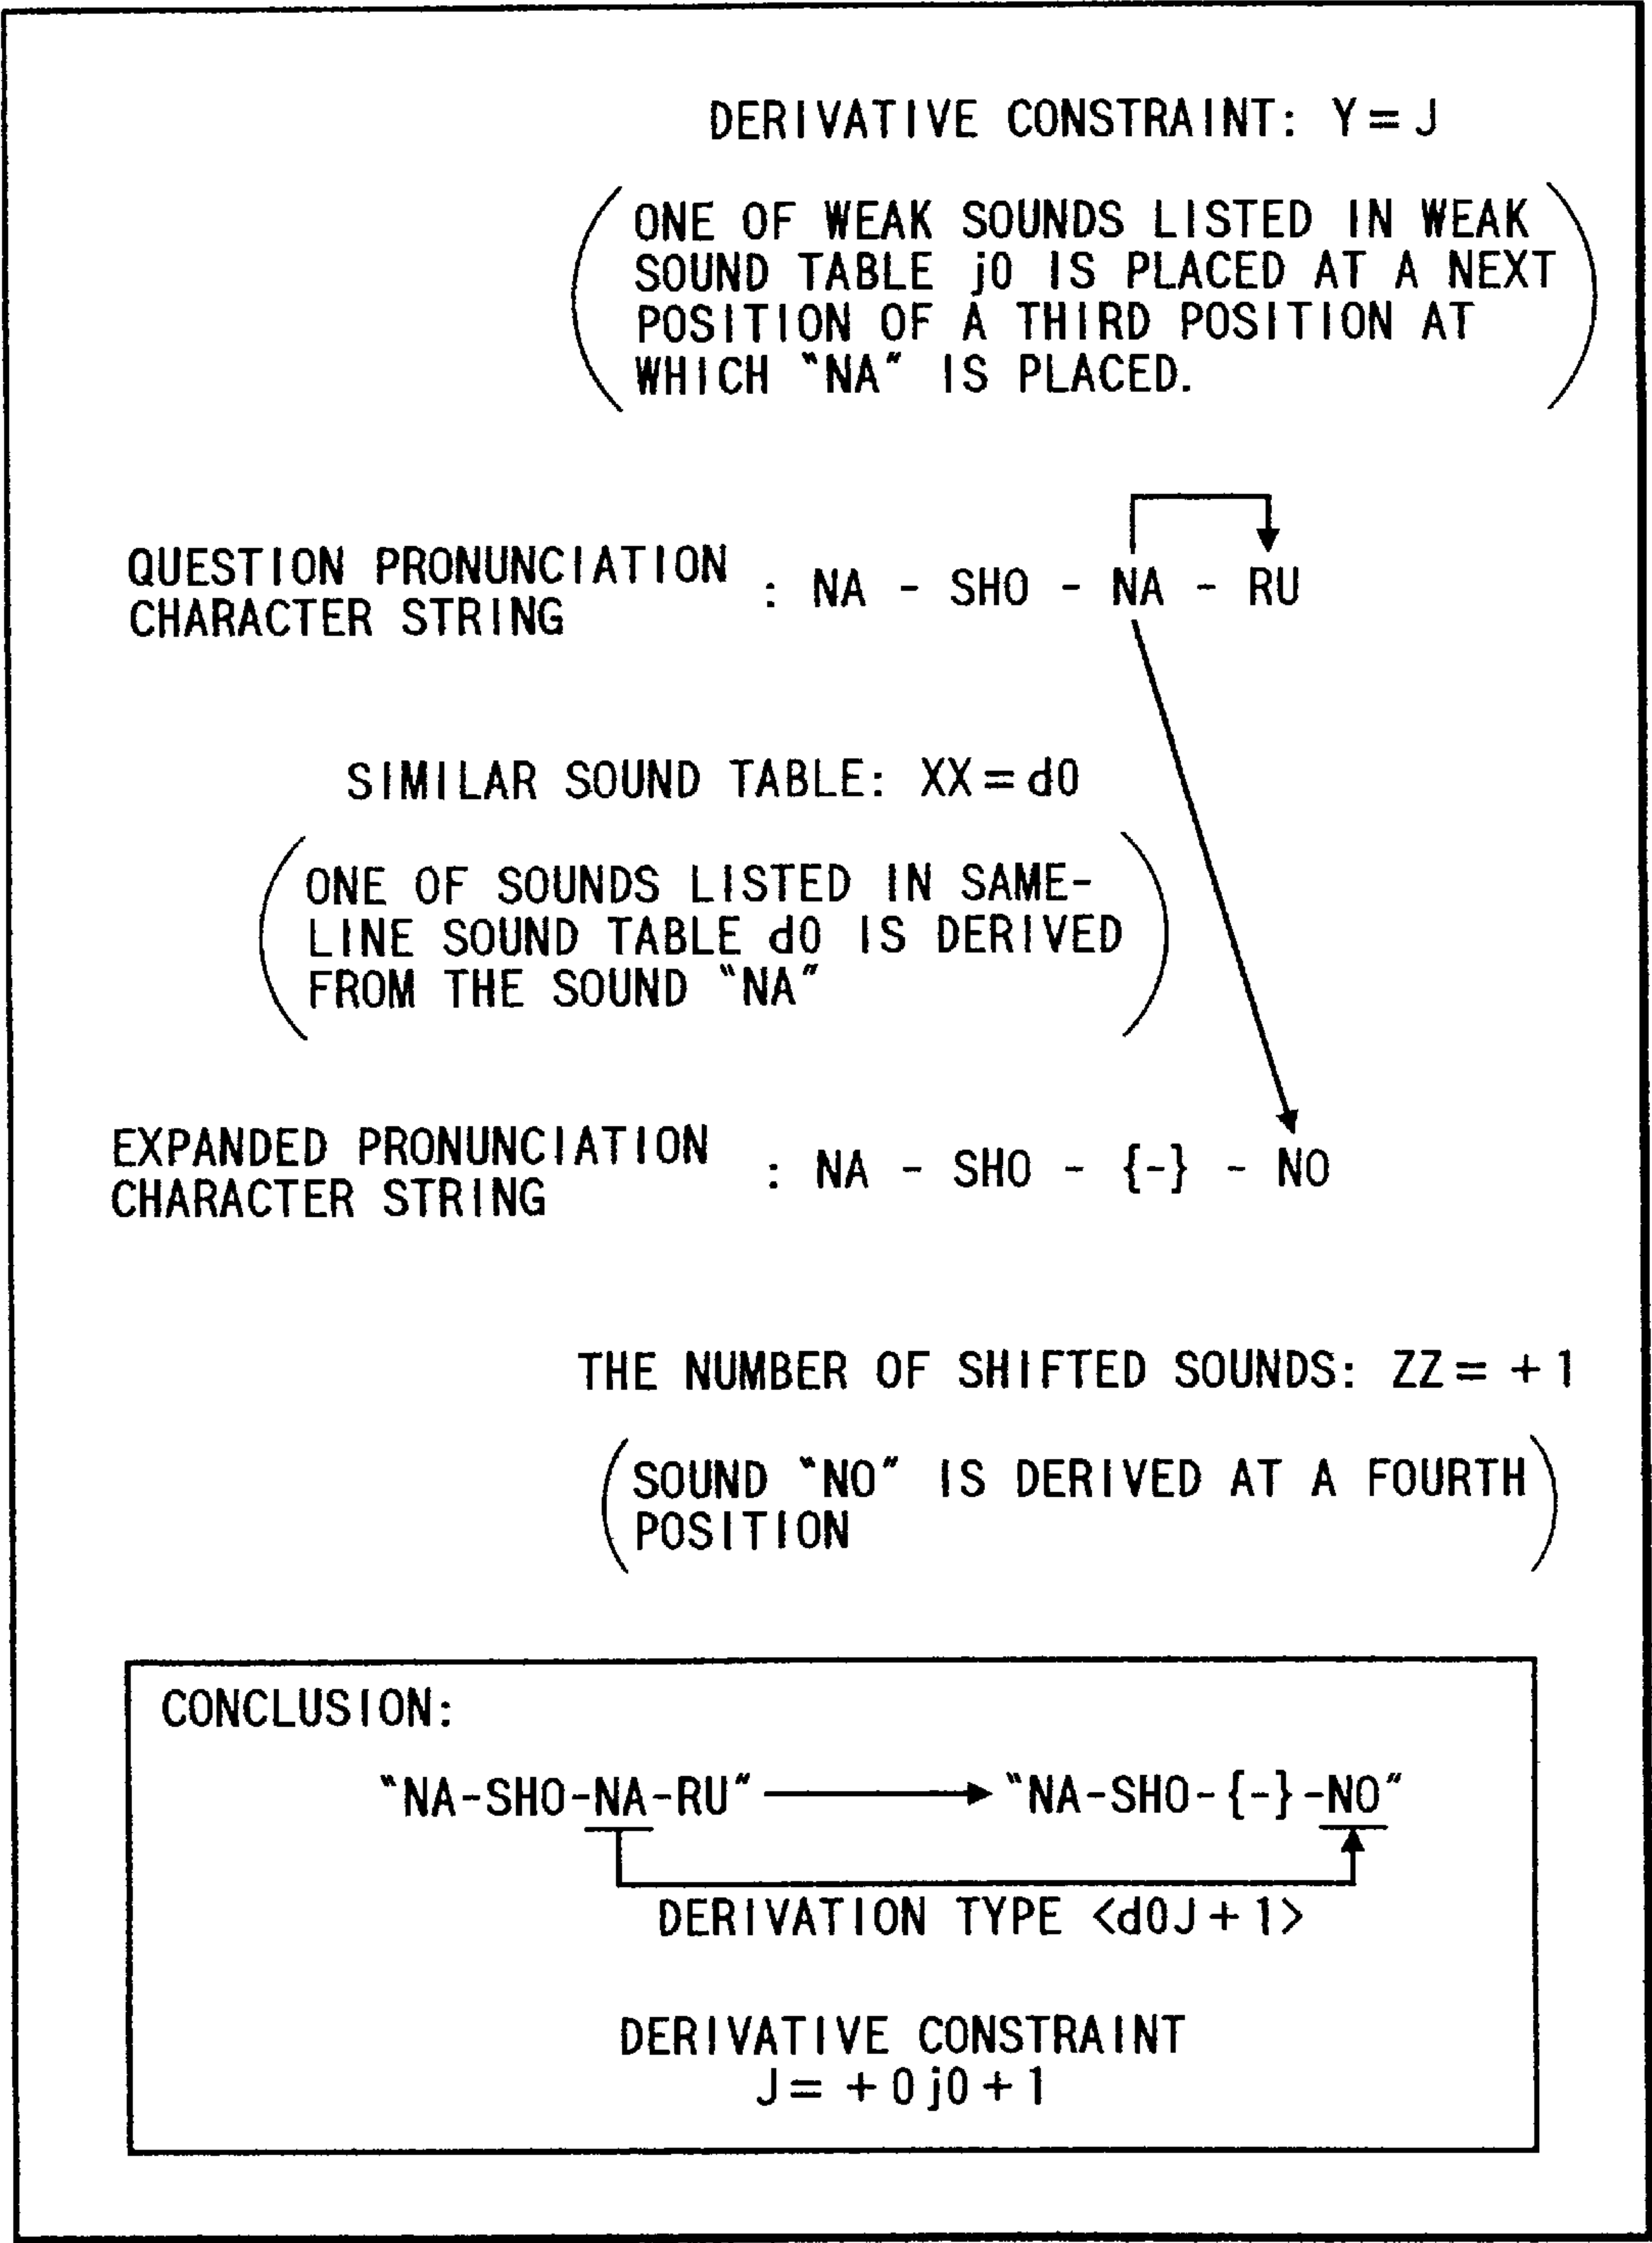 DERIVATIVE CONSTRAINT: Y=J
(ONE OF WEAK SOUNDS LISTED IN WEAK
SOUND TABLE j0 IS PLACED AT A NEXT
POSITION OF A THIRD POSITION AT
WHICH "NA" IS PLACED.)
QUESTION PRONUNCIATION
CHARACTER STRING : NA - SHO - NA - RU
SIMILAR SOUND TABLE: XX=d0
(ONE OF SOUNDS LISTED IN SAME-
LINE SOUND TABLE d0 IS DERIVED
FROM THE SOUND "NA")
EXPANDED PRONUNCIATION
CHARACTER STRING : NA - SHO - {-} - NO
THE NUMBER OF SHIFTED SOUNDS: ZZ= +1
(SOUND "NO" IS DERIVED AT A FOURTH
POSITION)
CONCLUSION:
"NA-SHO-NA-RU" → "NA-SHO-{-}-NO"
DERIVATION TYPE <d0J+1>
DERIVATIVE CONSTRAINT
J= +0j0+1